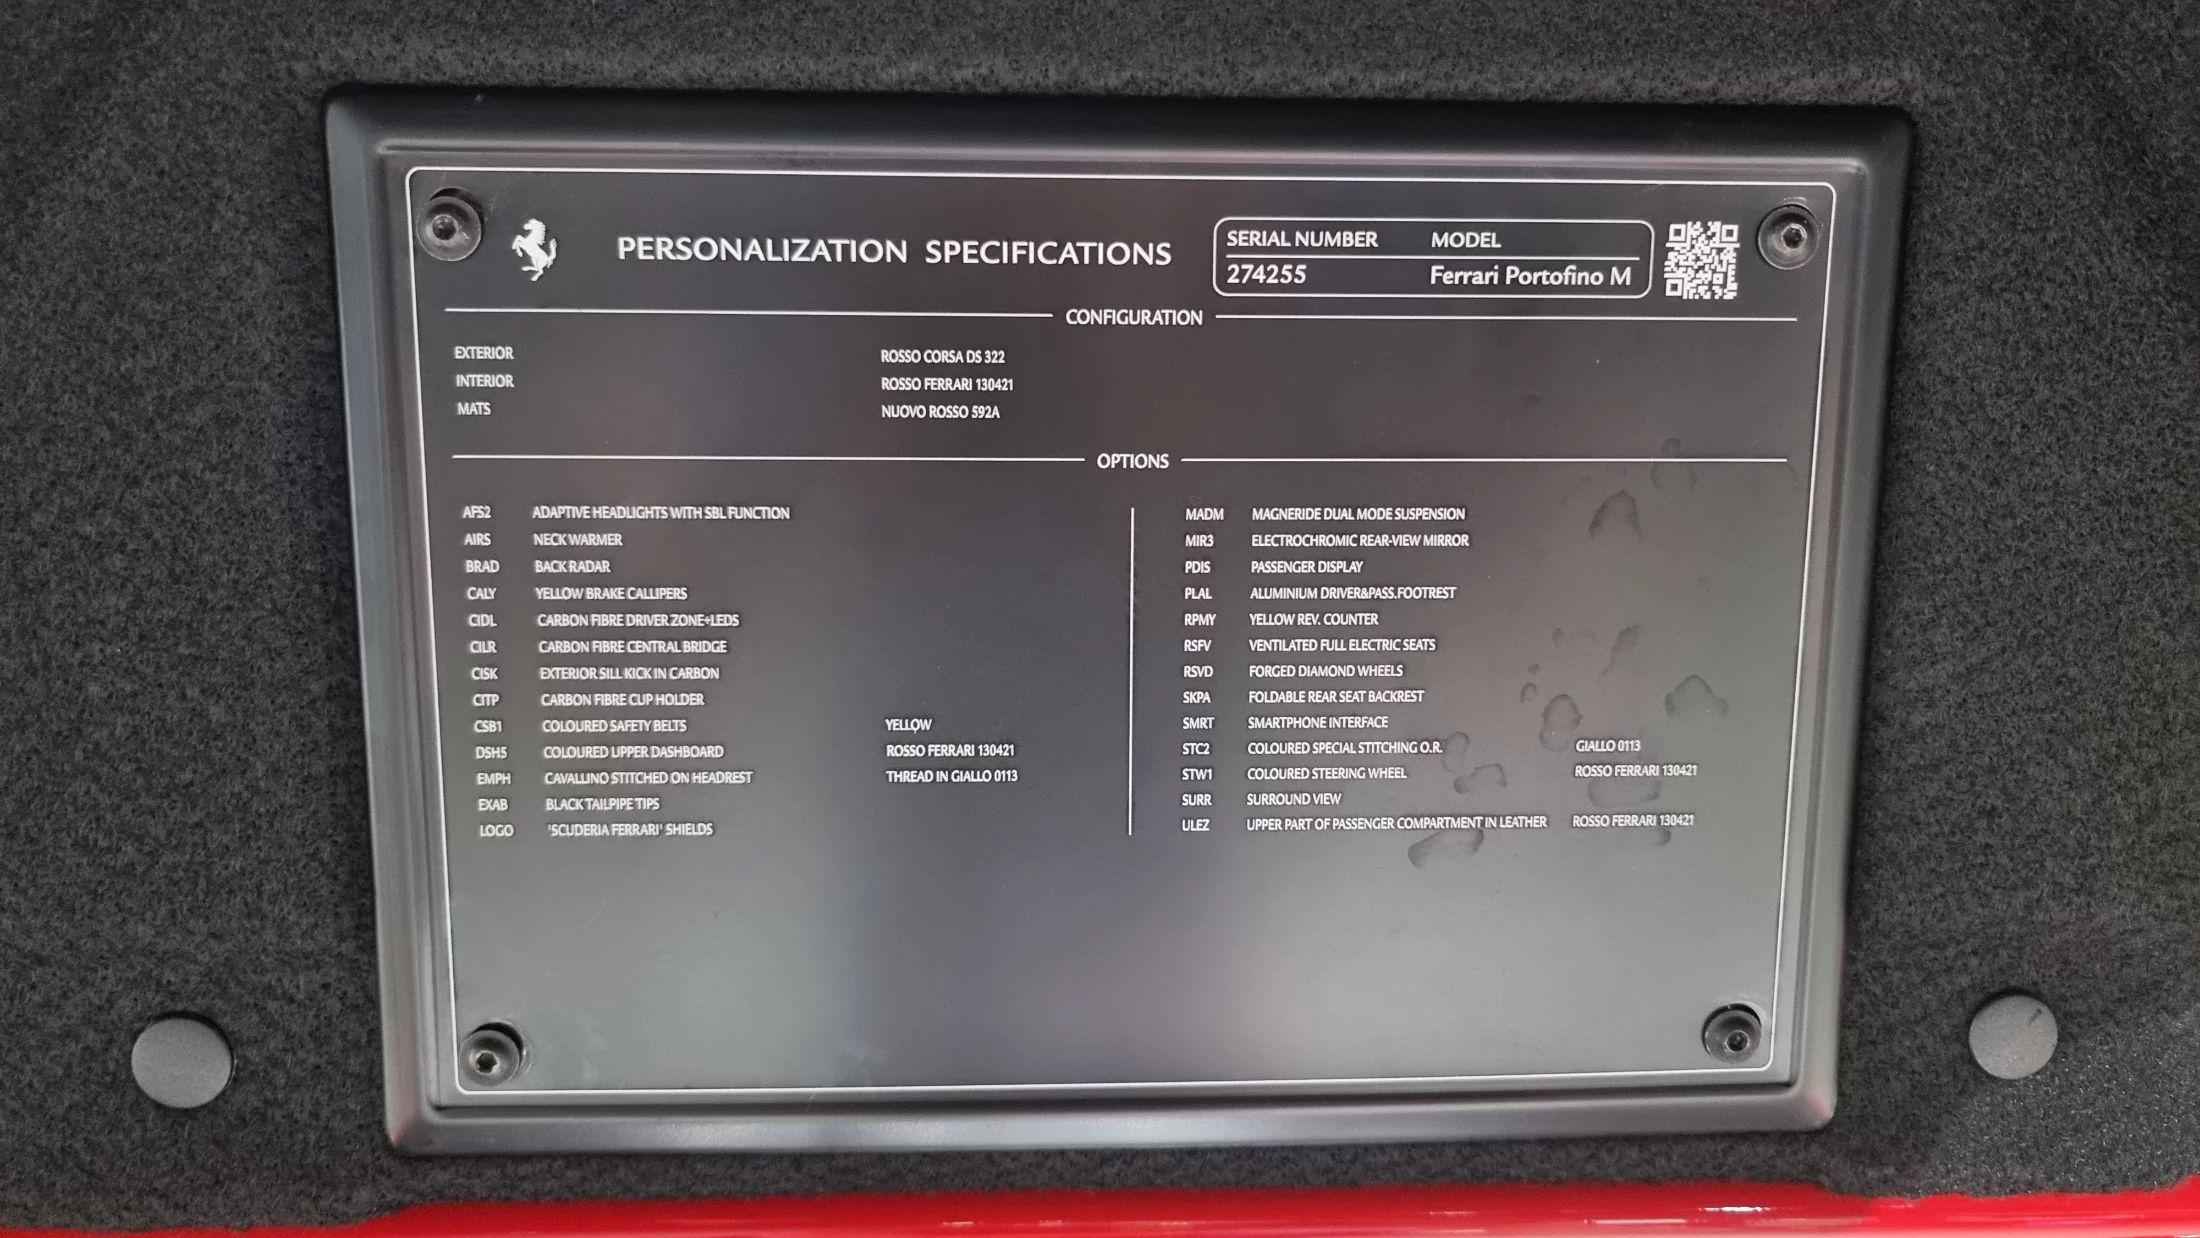 PERSONALIZATION SPECIFICATIONS
SERIAL NUMBER MODEL
274255 Ferrari Portofino M
CONFIGURATION
EXTERIOR ROSSO CORSA DS 322
INTERIOR ROSSO FERRARI 130421
MATS NUOVO ROSSO 592A
OPTIONS
AFS2 ADAPTIVE HEADLIGHTS WITH SBL FUNCTION
AIRS NECK WARMER
BRAD BACK RADAR
CALY YELLOW BRAKE CALLIPERS
CIDL CARBON FIBRE DRIVER ZONE+LEDS
CILR CARBON FIBRE CENTRAL BRIDGE
CISK EXTERIOR SILL KICK IN CARBON
CITP CARBON FIBRE CUP HOLDER
CSB1 COLOURED SAFETY BELTS YELLOW
DSH5 COLOURED UPPER DASHBOARD ROSSO FERRARI 130421
EMPH CAVALLINO STITCHED ON HEADREST THREAD IN GIALLO 0113
EXAB BLACK TAILPIPE TIPS
LOGO 'SCUDERIA FERRARI' SHIELDS
MADM MAGNERIDE DUAL MODE SUSPENSION
MIR3 ELECTROCHROMIC REAR-VIEW MIRROR
PDIS PASSENGER DISPLAY
PLAL ALUMINIUM DRIVER&PASS.FOOTREST
RPMY YELLOW REV. COUNTER
RSFV VENTILATED FULL ELECTRIC SEATS
RSVD FORGED DIAMOND WHEELS
SKPA FOLDABLE REAR SEAT BACKREST
SMRT SMARTPHONE INTERFACE
STC2 COLOURED SPECIAL STITCHING O.R. GIALLO 0113
STW1 COLOURED STEERING WHEEL ROSSO FERRARI 130421
SURR SURROUND VIEW
ULEZ UPPER PART OF PASSENGER COMPARTMENT IN LEATHER ROSSO FERRARI 130421